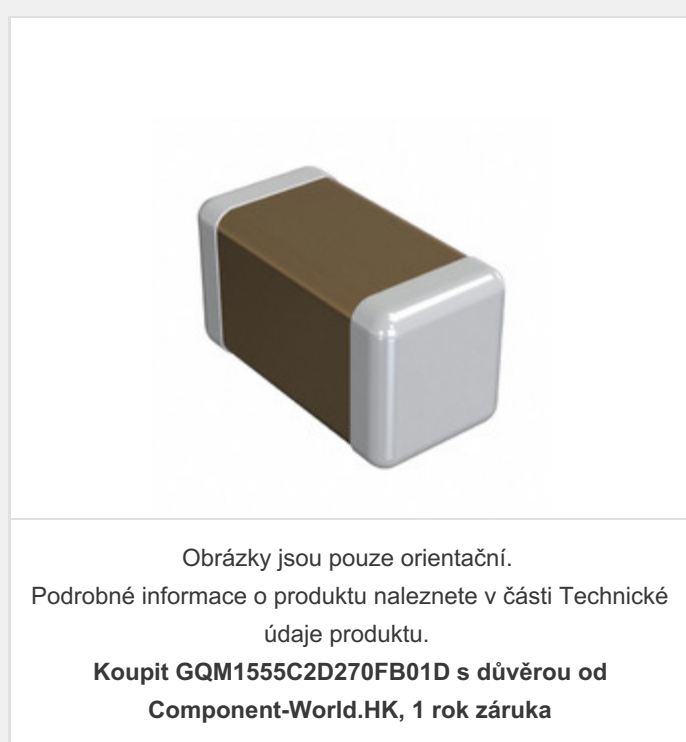 Obrázky jsou pouze orientační.
Podrobné informace o produktu naleznete v části Technické
údaje produktu.
Koupit GQM1555C2D270FB01D s důvěrou od
Component-World.HK, 1 rok záruka